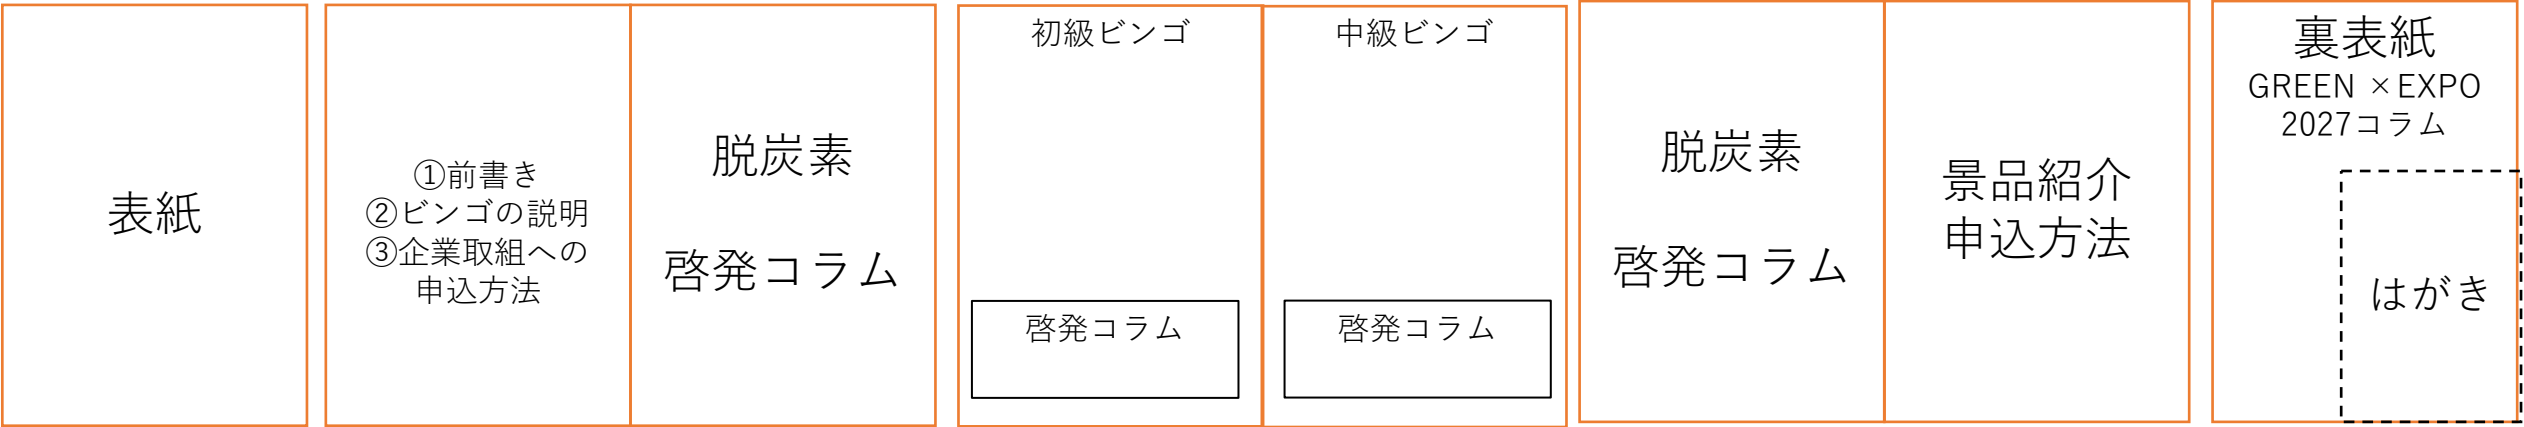 表紙
①前書き
②ビンゴの説明
③企業取組への
申込方法
脱炭素
啓発コラム
初級ビンゴ
啓発コラム
中級ビンゴ
啓発コラム
脱炭素
啓発コラム
景品紹介
申込方法
裏表紙
GREEN ×EXPO
2027コラム
はがき